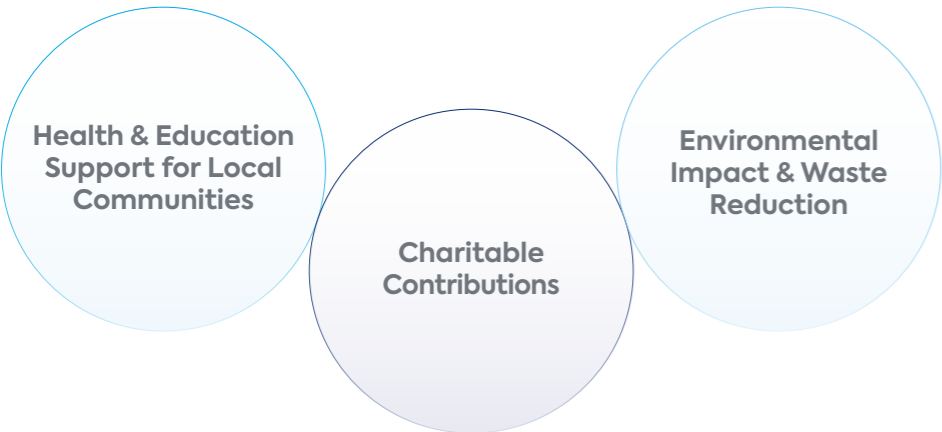 Health & Education
Support for Local
Communities
Charitable
Contributions
Environmental
Impact & Waste
Reduction